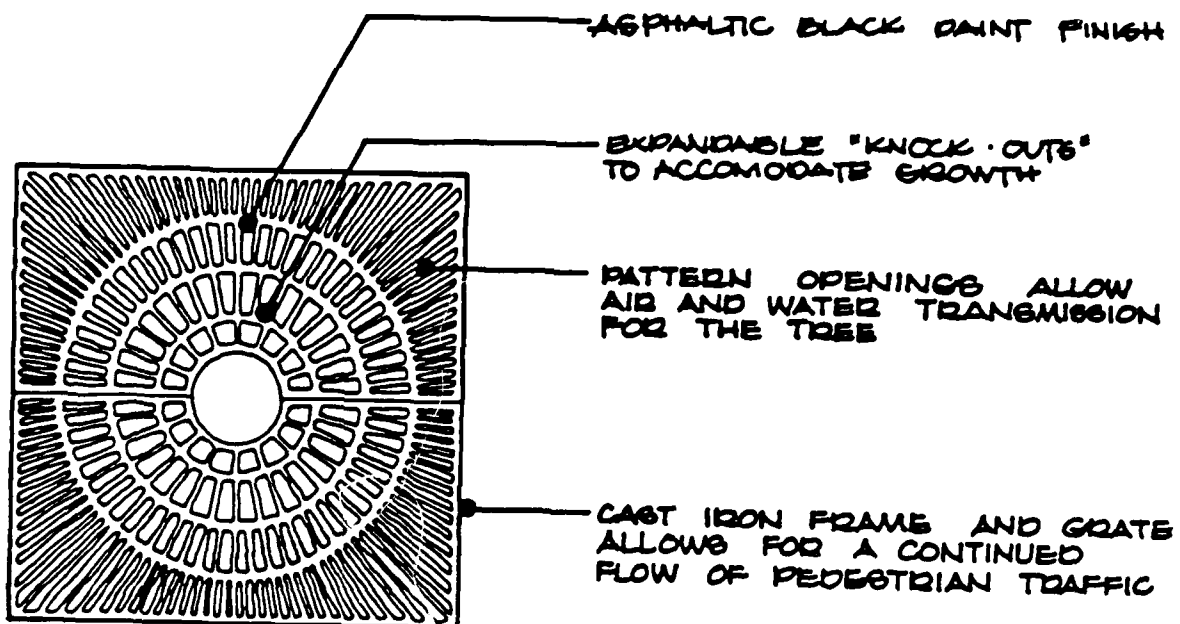 ASPHALTIC BLACK PAINT FINISH
EXPANDABLE "KNOCK·OUTS"
TO ACCOMODATE GROWTH
PATTERN OPENINGS ALLOW
AIR AND WATER TRANSMISSION
FOR THE TREE
CAST IRON FRAME AND GRATE
ALLOWS FOR A CONTINUED
FLOW OF PEDESTRIAN TRAFFIC